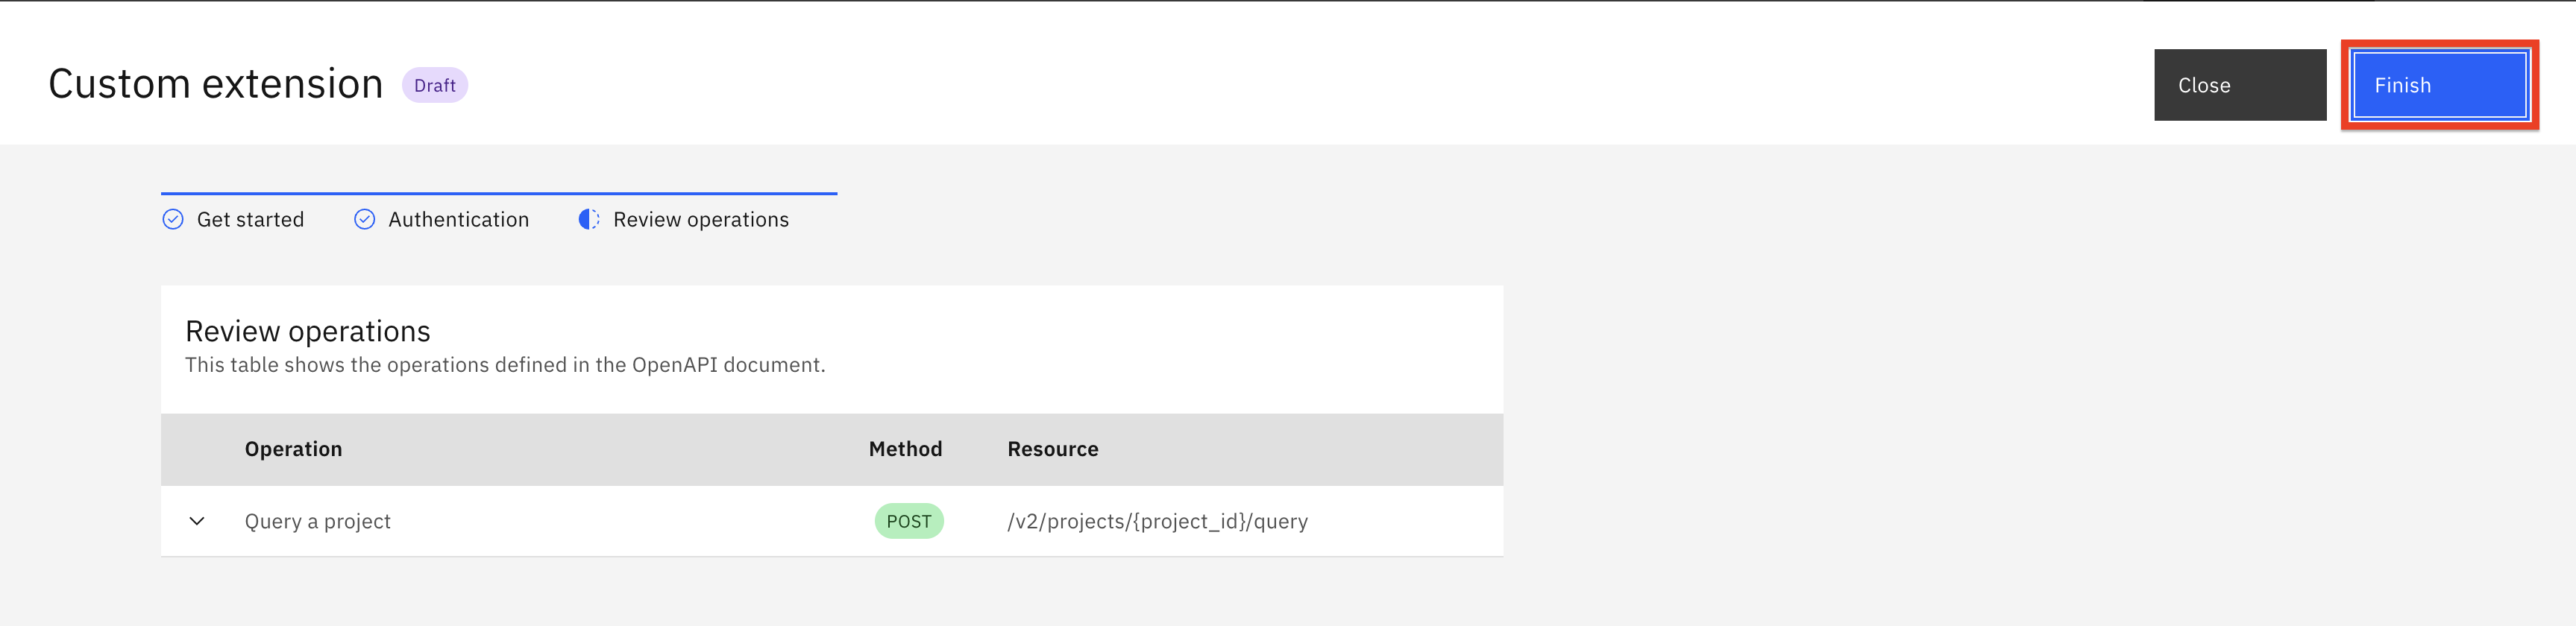 Custom extension Draft Close Finish
Get started Authentication Review operations
Review operations
This table shows the operations defined in the OpenAPI document.
Operation Method Resource
Query a project POST /v2/projects/{project_id}/query